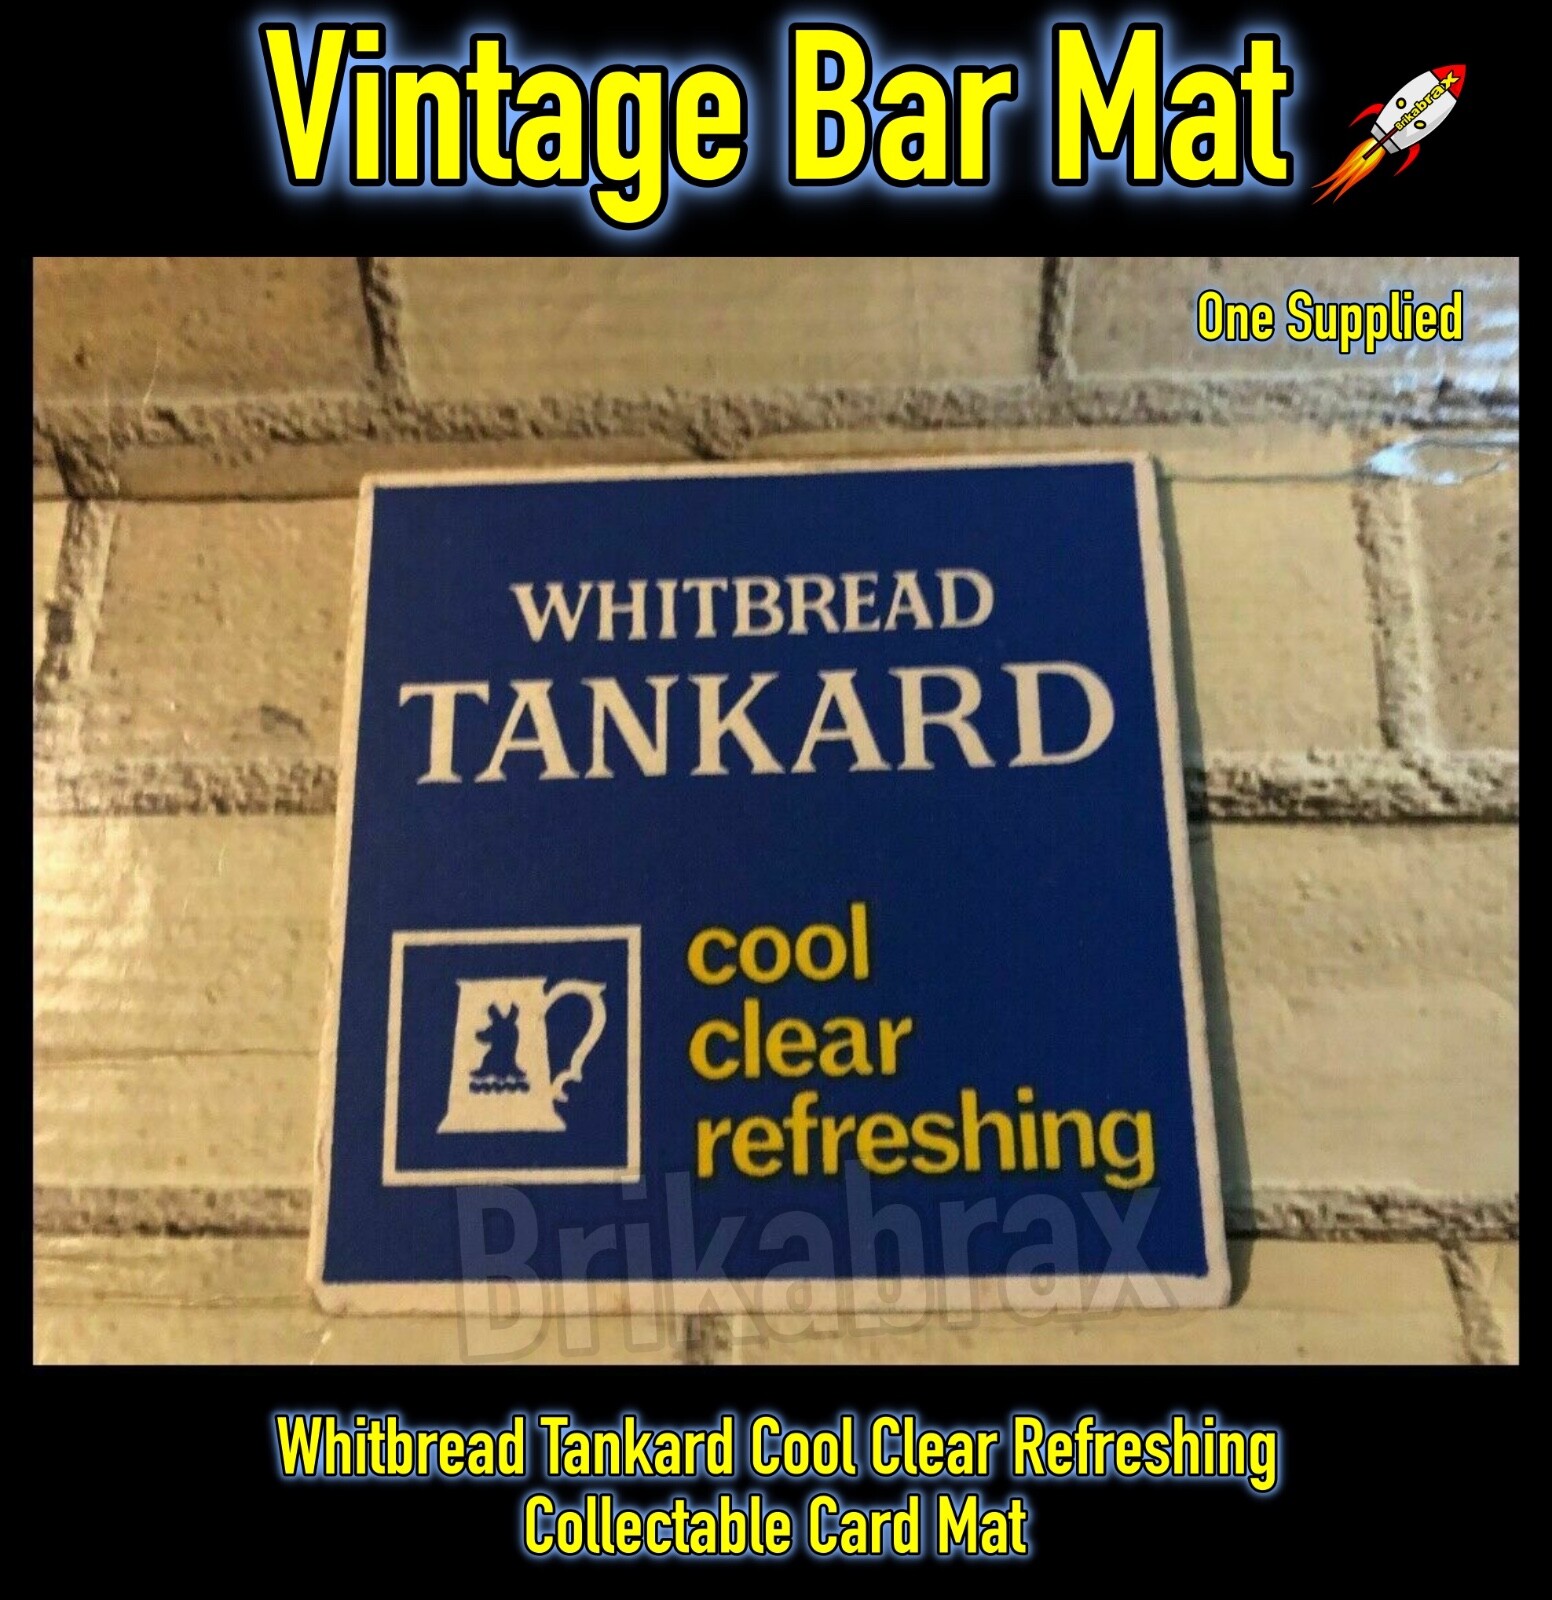 Vintage Bar Mat
Brikabrax
One Supplied
WHITBREAD
TANKARD
cool
clear
refreshing
Brikabrax
Whitbread Tankard Cool Clear Refreshing
Collectable Card Mat